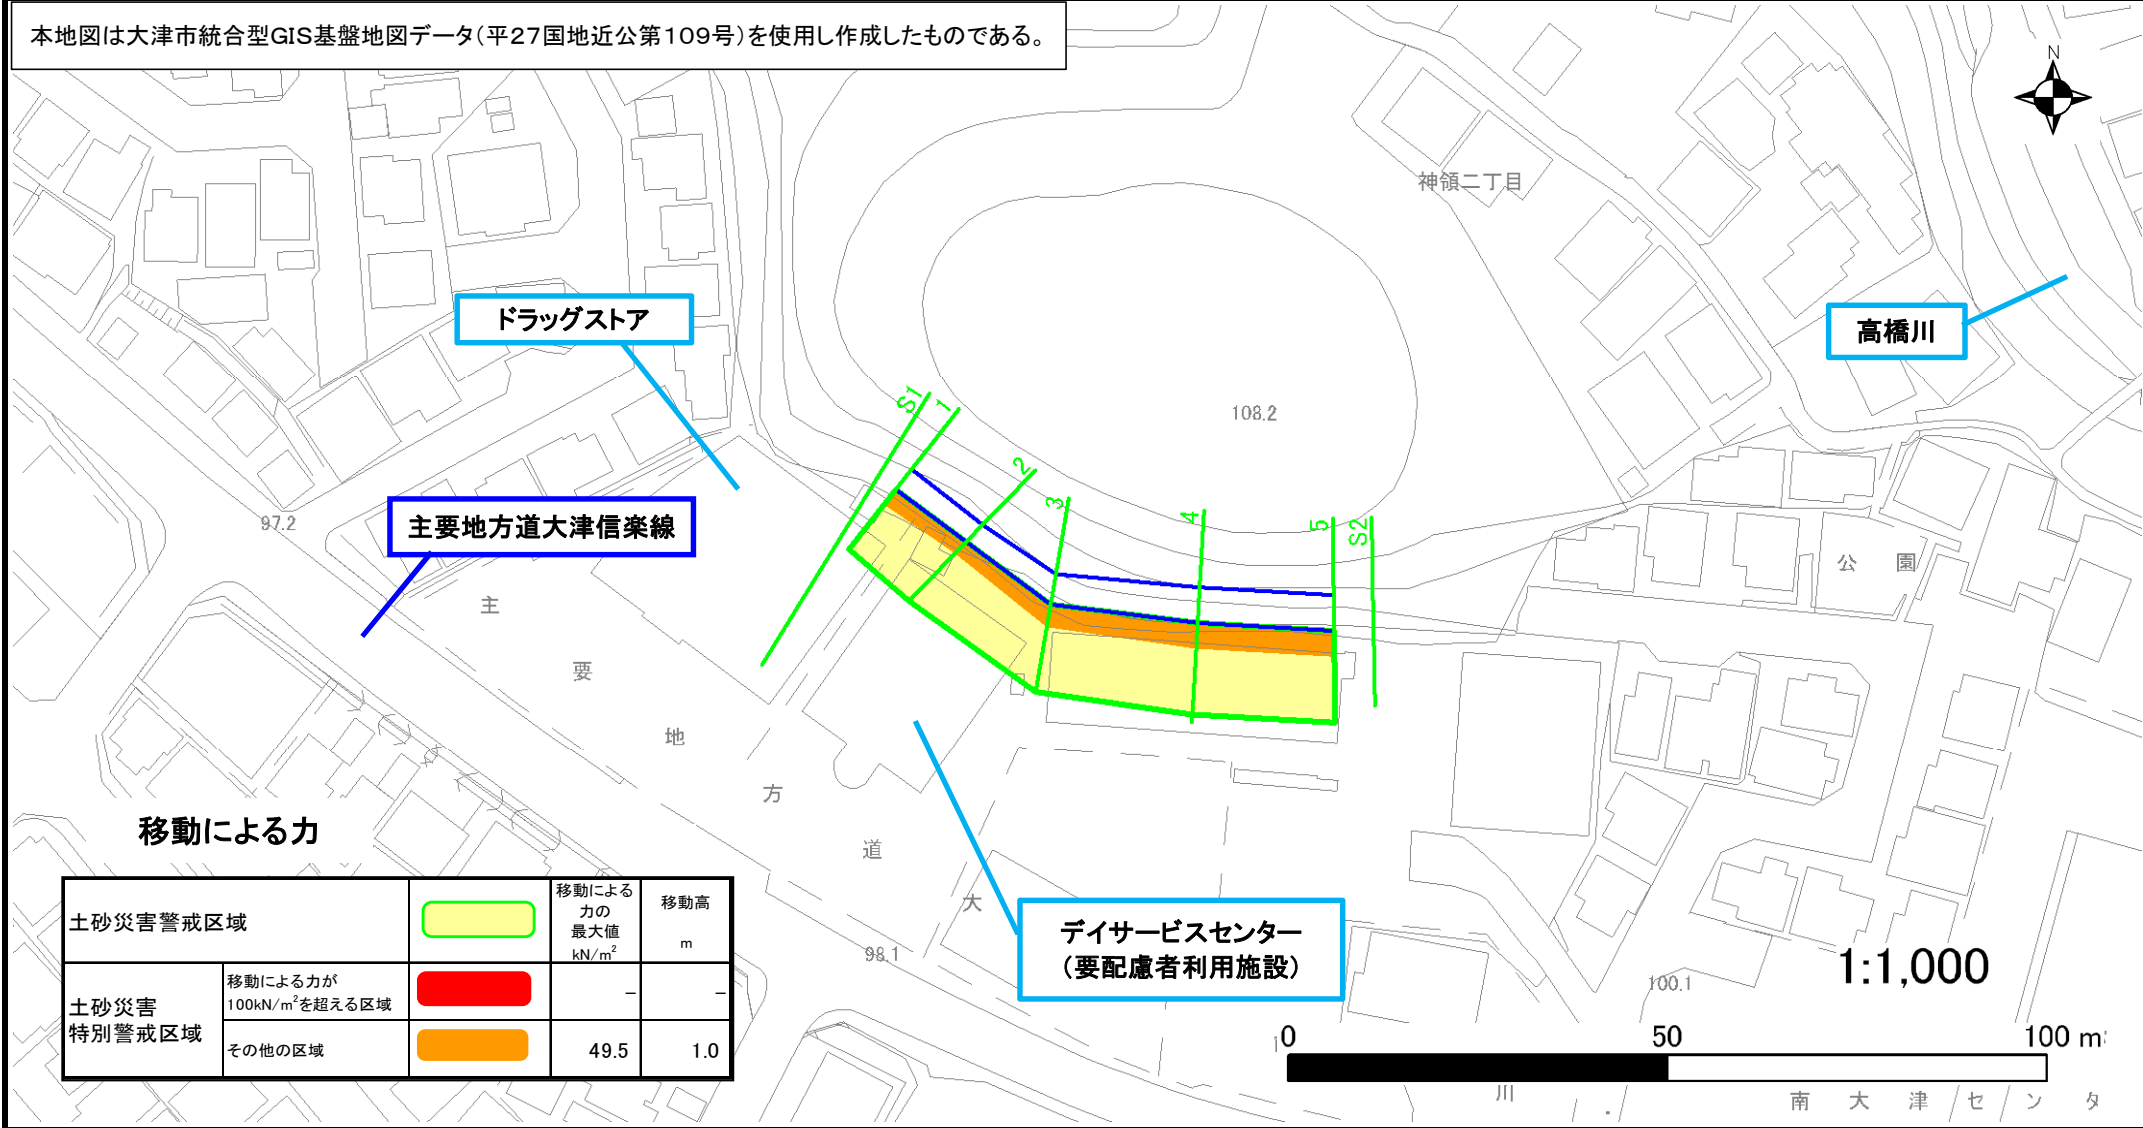 本地図は大津市統合型GIS基盤地図データ(平27国地近公第109号)を使用し作成したものである。
N
神領二丁目
ドラッグストア
高橋川
108.2
S1
1
2
3
4
5
S2
97.2
主要地方道大津信楽線
公園
主
要
地
方
道
大
98.1
移動による力
土砂災害警戒区域
移動による
力の
最大値
kN/m²
移動高
m
土砂災害
特別警戒区域
移動による力が
100kN/m²を超える区域
–
–
その他の区域
49.5
1.0
デイサービスセンター
(要配慮者利用施設)
1:1,000
100.1
0
50
100 m
川
南大津センタ